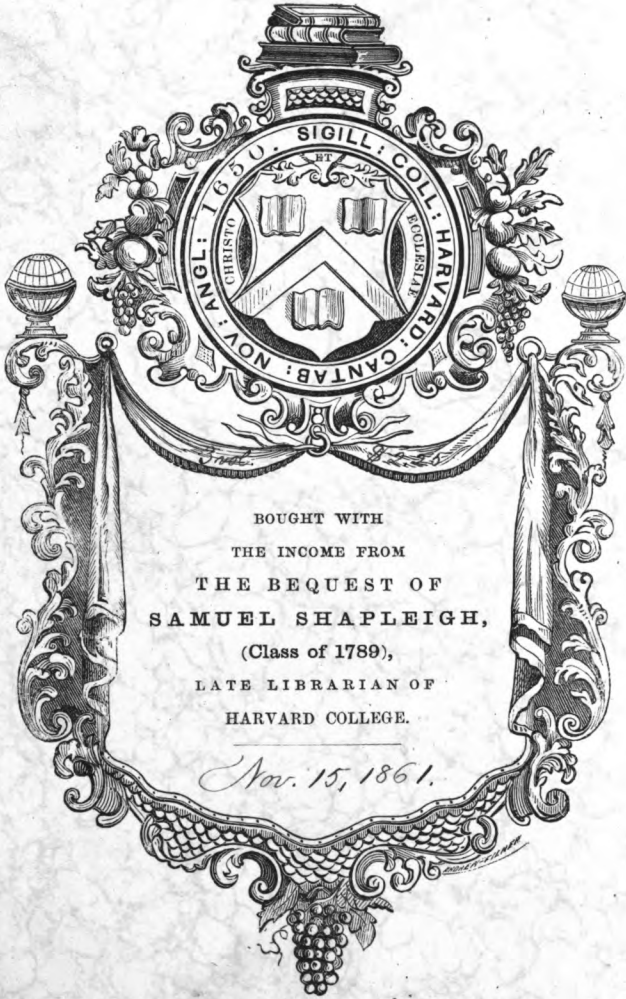 SIGILL: COLL: HARVARD: CANTAB: NOV: ANGL: 1650.
ET
CHRISTO
ECCLESIAE
BOUGHT WITH
THE INCOME FROM
THE BEQUEST OF
SAMUEL SHAPLEIGH,
(Class of 1789),
LATE LIBRARIAN OF
HARVARD COLLEGE.
Nov. 15, 1861.